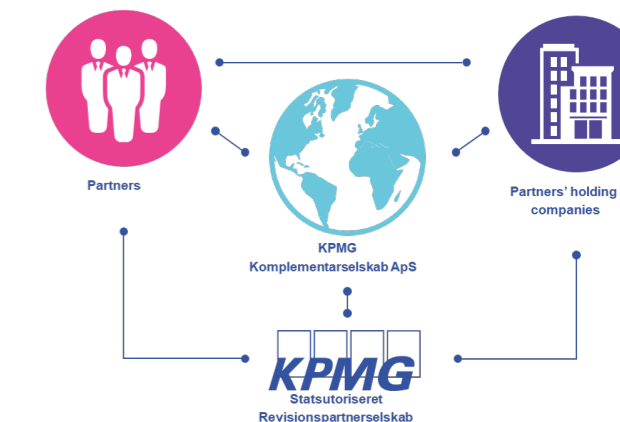 Partners
Partners’ holding
companies
KPMG
Komplementarselskab ApS
KPMG
Statsutoriseret
Revisionspartnerselskab